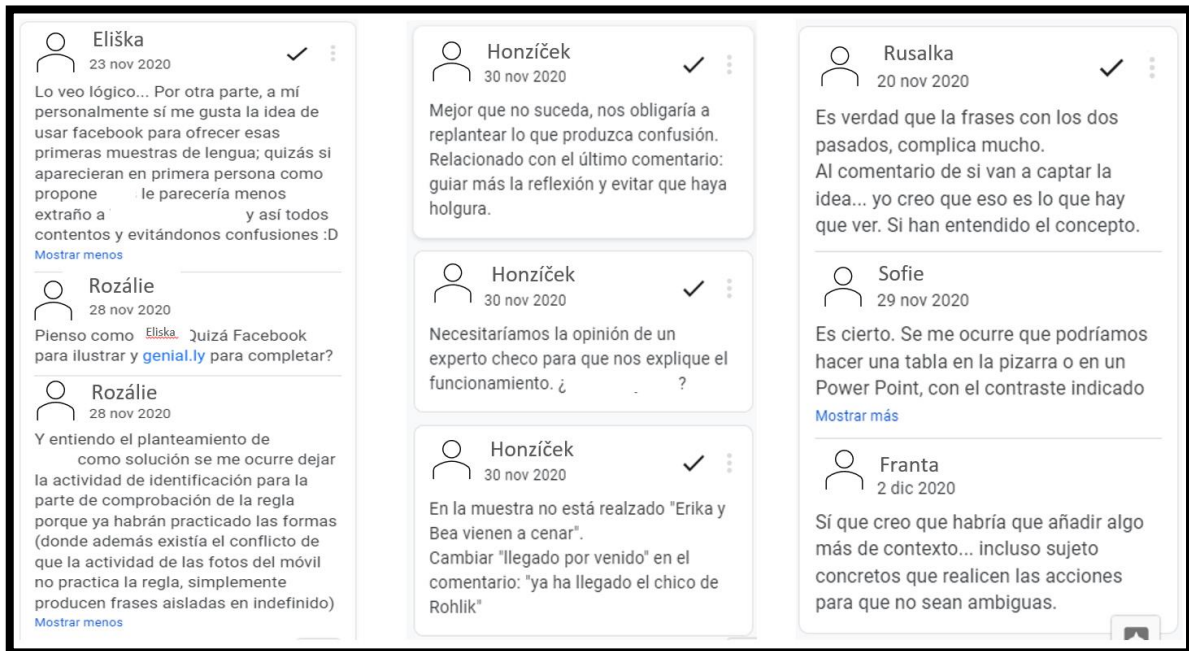 Eliška
23 nov 2020
Lo veo lógico... Por otra parte, a mí
personalmente sí me gusta la idea de
usar facebook para ofrecer esas
primeras muestras de lengua; quizás si
aparecieran en primera persona como
propone le parecería menos
extraño a y así todos
contentos y evitándonos confusiones :D
Mostrar menos
Rozálie
28 nov 2020
Pienso como Eliska Quizá Facebook
para ilustrar y genial.ly para completar?
Rozálie
28 nov 2020
Y entiendo el planteamiento de
como solución se me ocurre dejar
la actividad de identificación para la
parte de comprobación de la regla
porque ya habrán practicado las formas
(donde además existía el conflicto de
que la actividad de las fotos del móvil
no practica la regla, simplemente
producen frases aisladas en indefinido)
Mostrar menos
Honzíček
30 nov 2020
Mejor que no suceda, nos obligaría a
replantear lo que produzca confusión.
Relacionado con el último comentario:
guiar más la reflexión y evitar que haya
holgura.
Honzíček
30 nov 2020
Necesitaríamos la opinión de un
experto checo para que nos explique el
funcionamiento. ¿ ?
Honzíček
30 nov 2020
En la muestra no está realzado "Erika y
Bea vienen a cenar".
Cambiar "llegado por venido" en el
comentario: "ya ha llegado el chico de
Rohlik"
Rusalka
20 nov 2020
Es verdad que la frases con los dos
pasados, complica mucho.
Al comentario de si van a captar la
idea... yo creo que eso es lo que hay
que ver. Si han entendido el concepto.
Sofie
29 nov 2020
Es cierto. Se me ocurre que podríamos
hacer una tabla en la pizarra o en un
Power Point, con el contraste indicado
Mostrar más
Franta
2 dic 2020
Sí que creo que habría que añadir algo
más de contexto... incluso sujeto
concretos que realicen las acciones
para que no sean ambiguas.